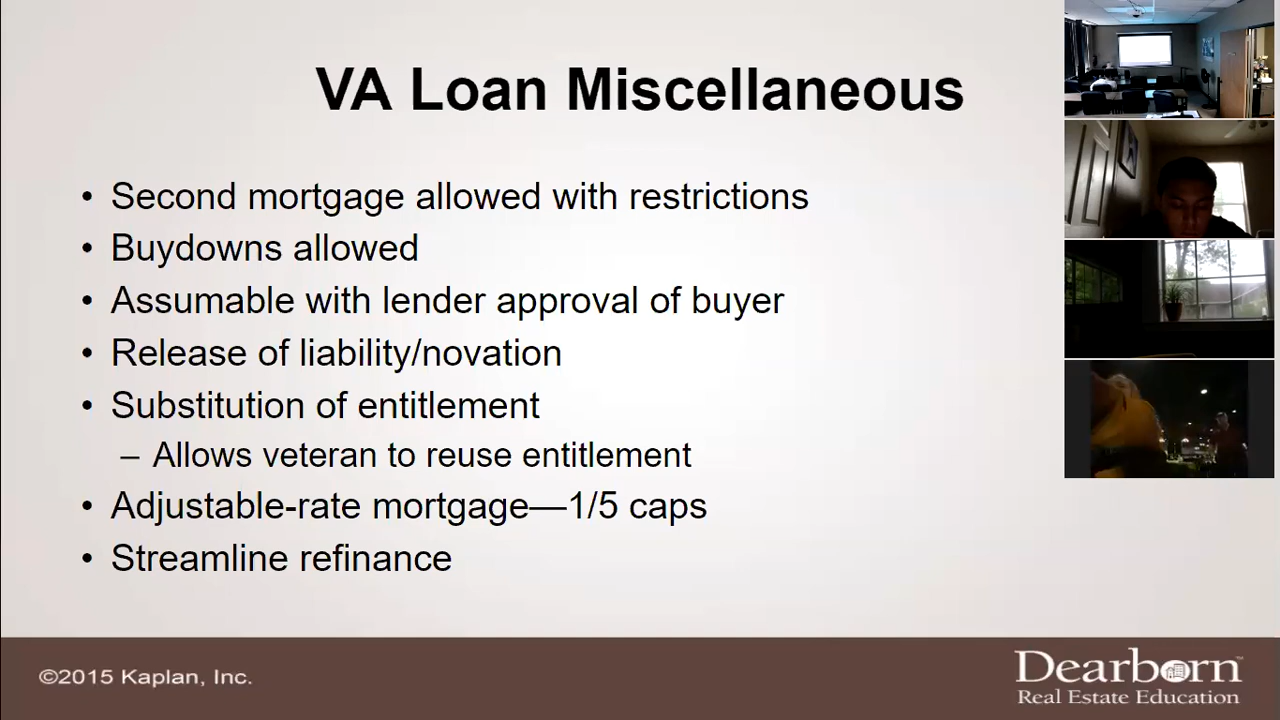 VA Loan Miscellaneous
• Second mortgage allowed with restrictions
• Buydowns allowed
• Assumable with lender approval of buyer
• Release of liability/novation
• Substitution of entitlement
– Allows veteran to reuse entitlement
• Adjustable-rate mortgage—1/5 caps
• Streamline refinance
©2015 Kaplan, Inc.
Dearborn™
Real Estate Education